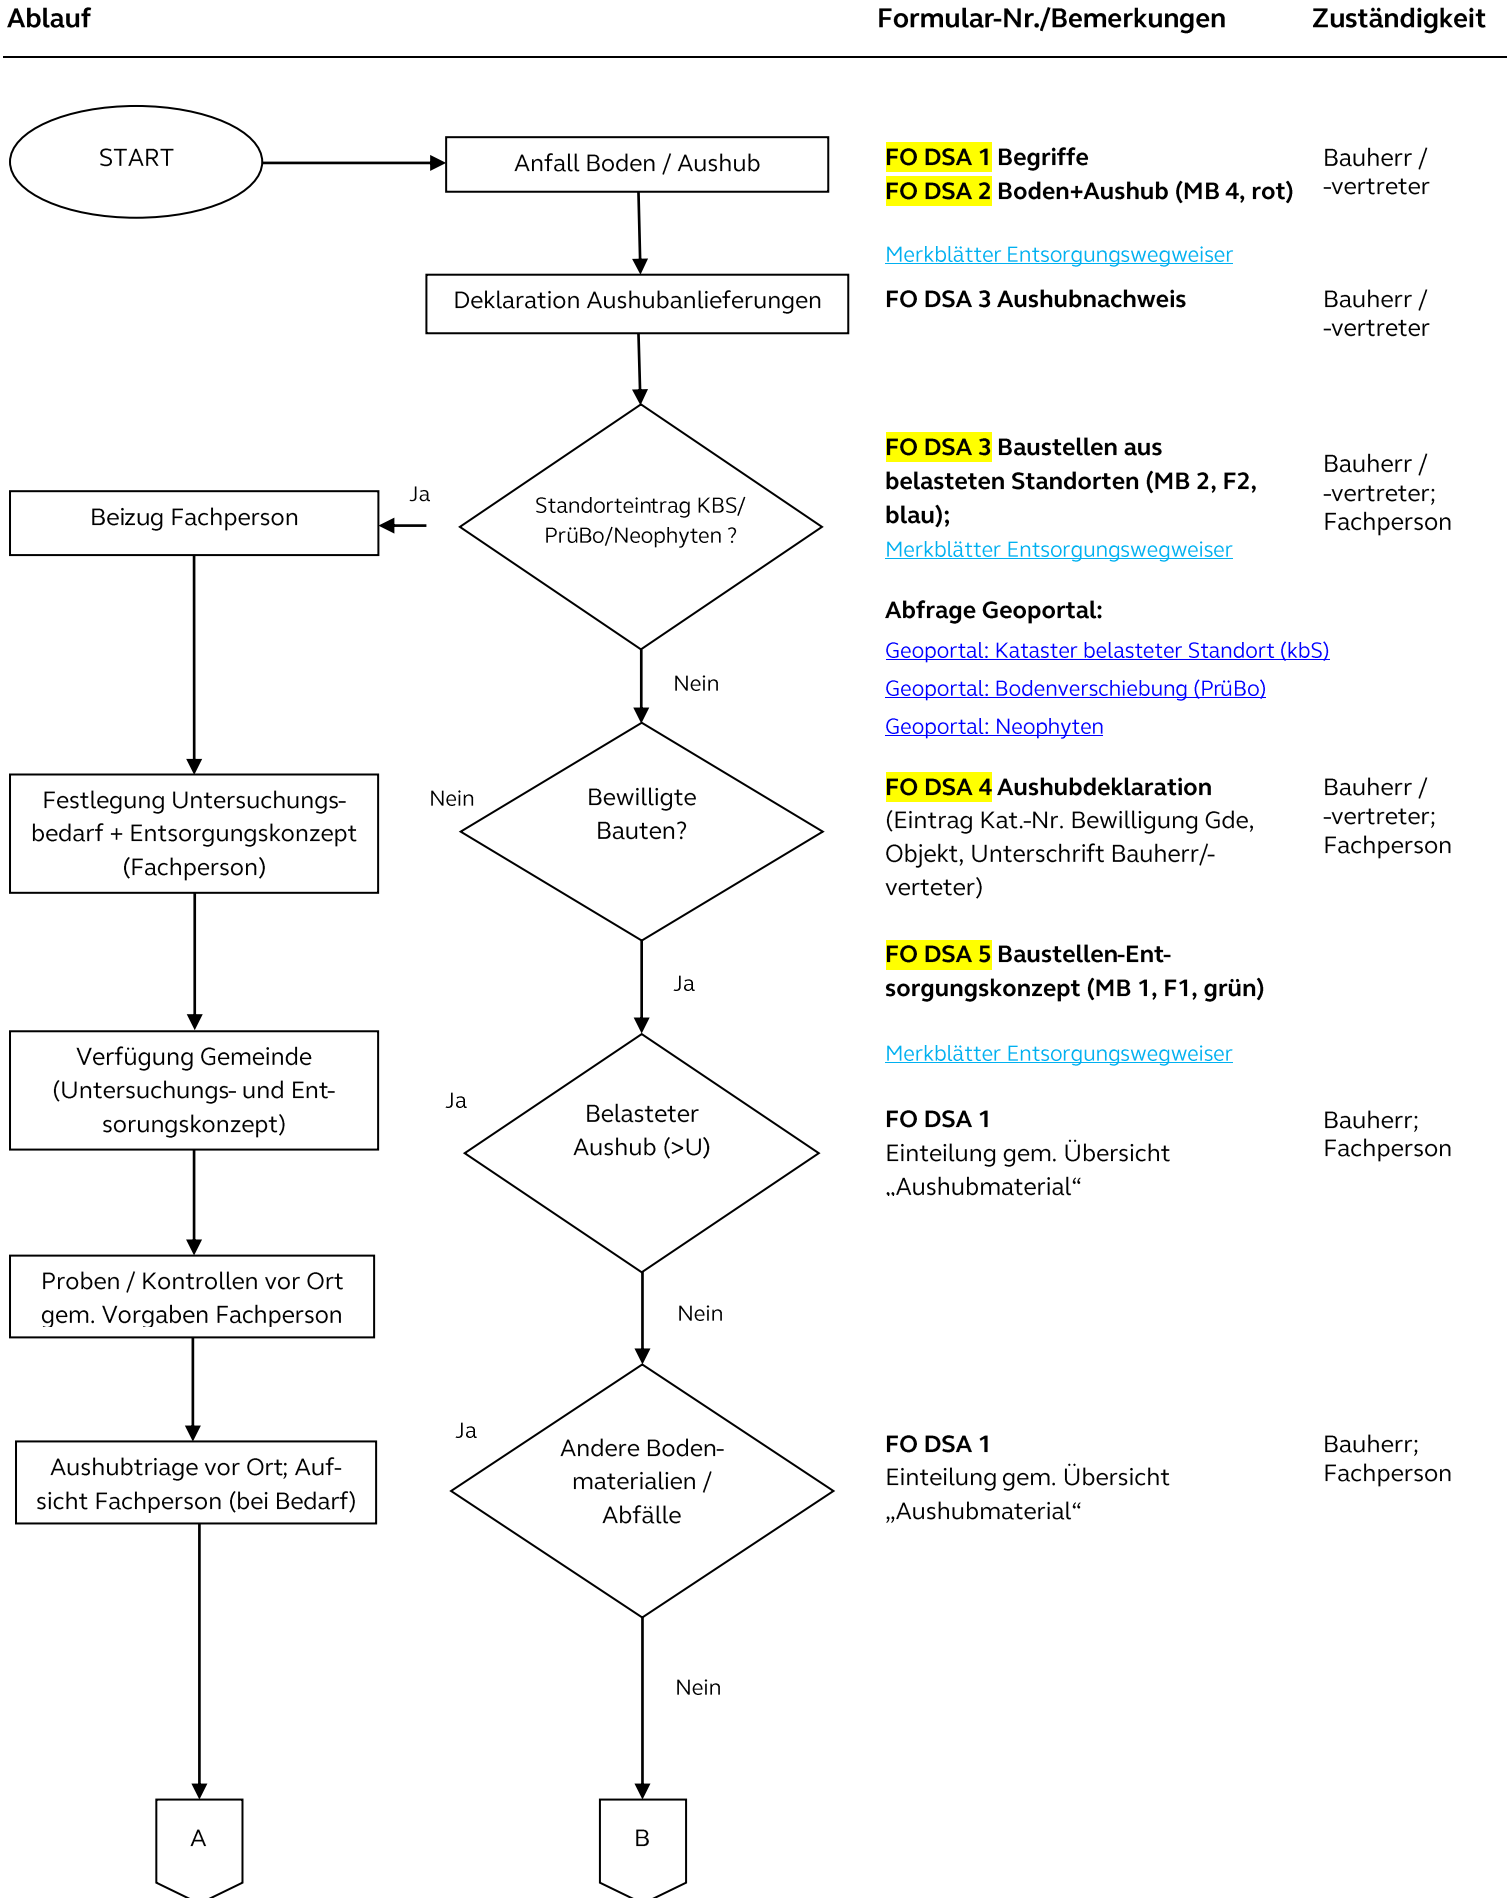 Ablauf
Formular-Nr./Bemerkungen
Zuständigkeit
START
Anfall Boden / Aushub
FO DSA 1 Begriffe
FO DSA 2 Boden+Aushub (MB 4, rot)
Merkblätter Entsorgungswegweiser
Bauherr /
-vertreter
Deklaration Aushubanlieferungen
FO DSA 3 Aushubnachweis
Bauherr /
-vertreter
Standorteintrag KBS/
PrüBo/Neophyten ?
Ja
Beizug Fachperson
FO DSA 3 Baustellen aus
belasteten Standorten (MB 2, F2,
blau);
Merkblätter Entsorgungswegweiser
Bauherr /
-vertreter;
Fachperson
Abfrage Geoportal:
Geoportal: Kataster belasteter Standort (kbS)
Geoportal: Bodenverschiebung (PrüBo)
Geoportal: Neophyten
Nein
Festlegung Untersuchungs-
bedarf + Entsorgungskonzept
(Fachperson)
Nein
Bewilligte
Bauten?
FO DSA 4 Aushubdeklaration
(Eintrag Kat.-Nr. Bewilligung Gde,
Objekt, Unterschrift Bauherr/-
verteter)
Bauherr /
-vertreter;
Fachperson
FO DSA 5 Baustellen-Ent-
sorgungskonzept (MB 1, F1, grün)
Merkblätter Entsorgungswegweiser
Ja
Verfügung Gemeinde
(Untersuchungs- und Ent-
sorungskonzept)
Ja
Belasteter
Aushub (>U)
FO DSA 1
Einteilung gem. Übersicht
„Aushubmaterial“
Bauherr;
Fachperson
Proben / Kontrollen vor Ort
gem. Vorgaben Fachperson
Nein
Aushubtriage vor Ort; Auf-
sicht Fachperson (bei Bedarf)
Ja
Andere Boden-
materialien /
Abfälle
FO DSA 1
Einteilung gem. Übersicht
„Aushubmaterial“
Bauherr;
Fachperson
Nein
A
B